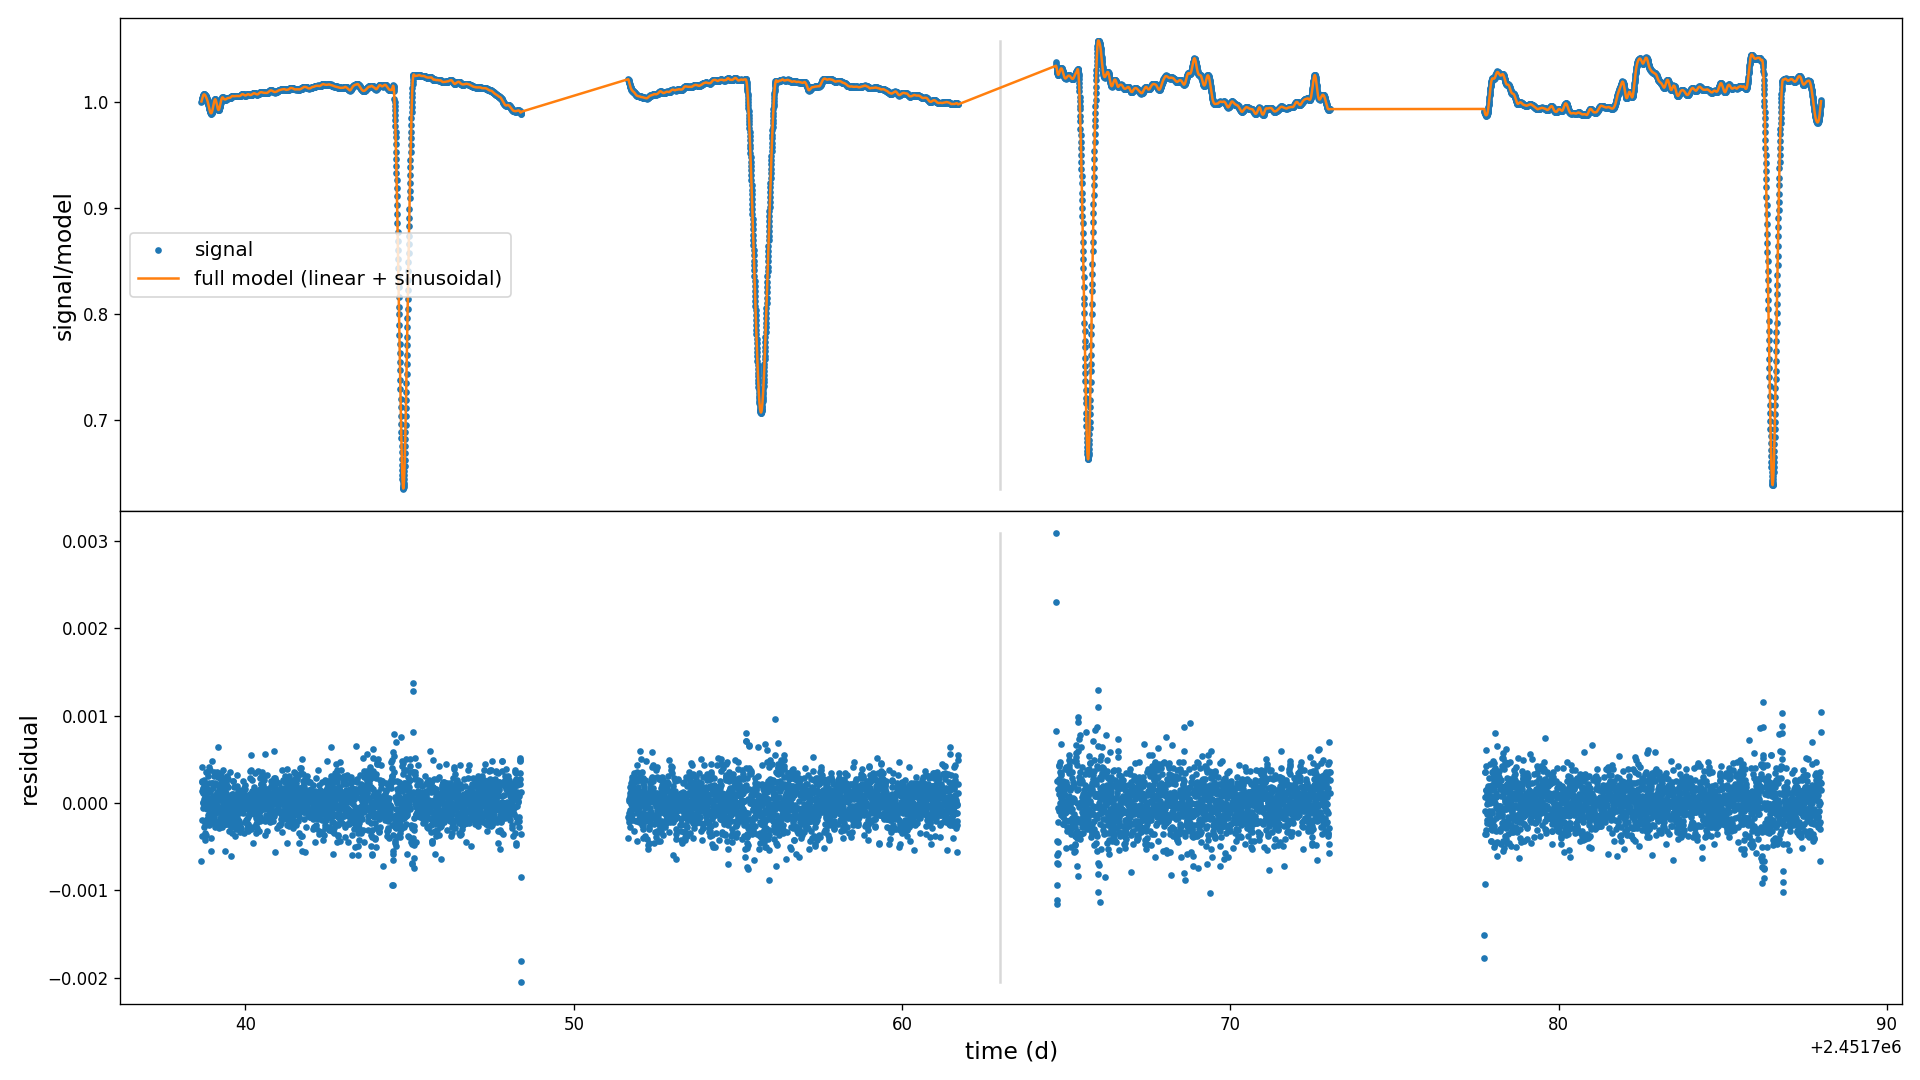 signal/model
1.0
0.9
0.8
0.7
signal
full model (linear + sinusoidal)
residual
0.003
0.002
0.001
0.000
−0.001
−0.002
40 50 60 70 80 90
time (d)
+2.4517e6